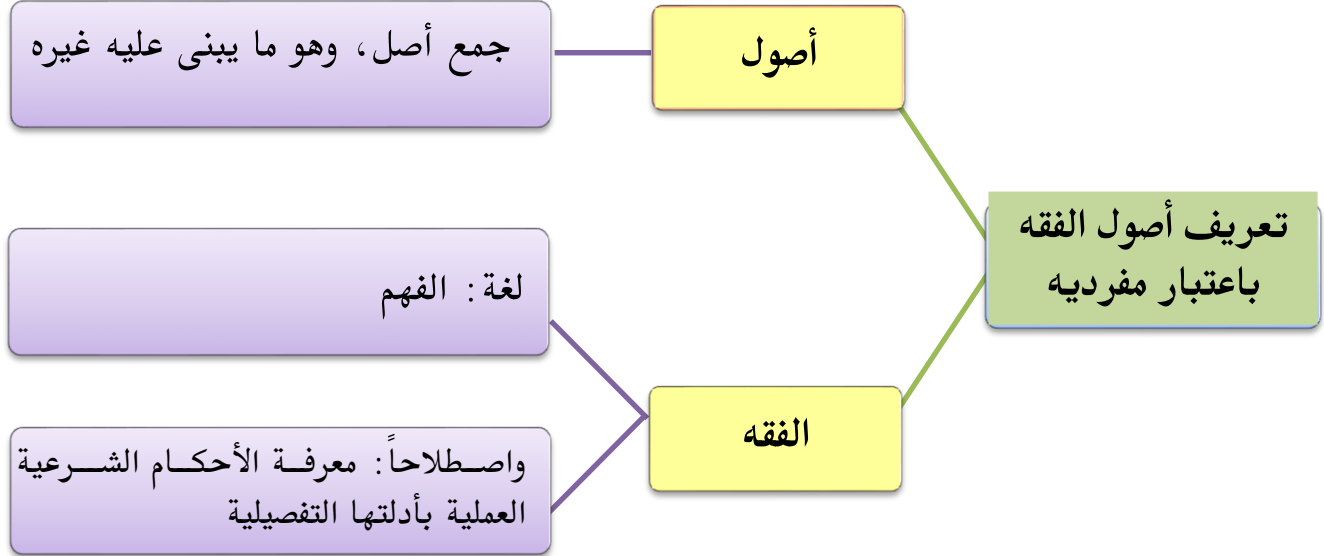 تعريف أصول الفقه
باعتبار مفرديه
أصول
جمع أصل، وهو ما يبنى عليه غيره
الفقه
لغة: الفهم
واصطلاحاً: معرفة الأحكام الشرعية
العملية بأدلتها التفصيلية